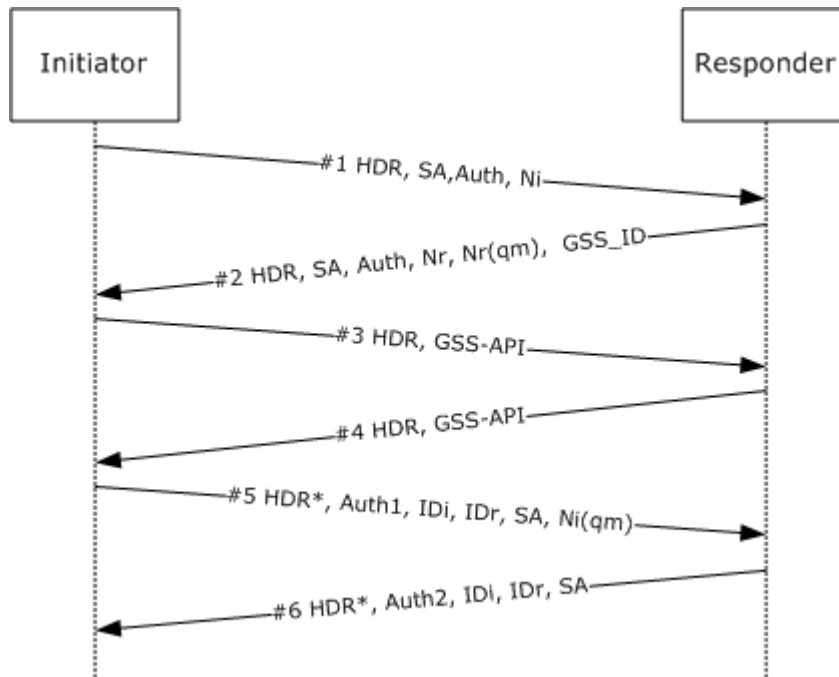 Initiator
Responder
#1 HDR, SA,Auth, Ni
#2 HDR, SA, Auth, Nr, Nr(qm), GSS_ID
#3 HDR, GSS-API
#4 HDR, GSS-API
#5 HDR*, Auth1, IDi, IDr, SA, Ni(qm)
#6 HDR*, Auth2, IDi, IDr, SA